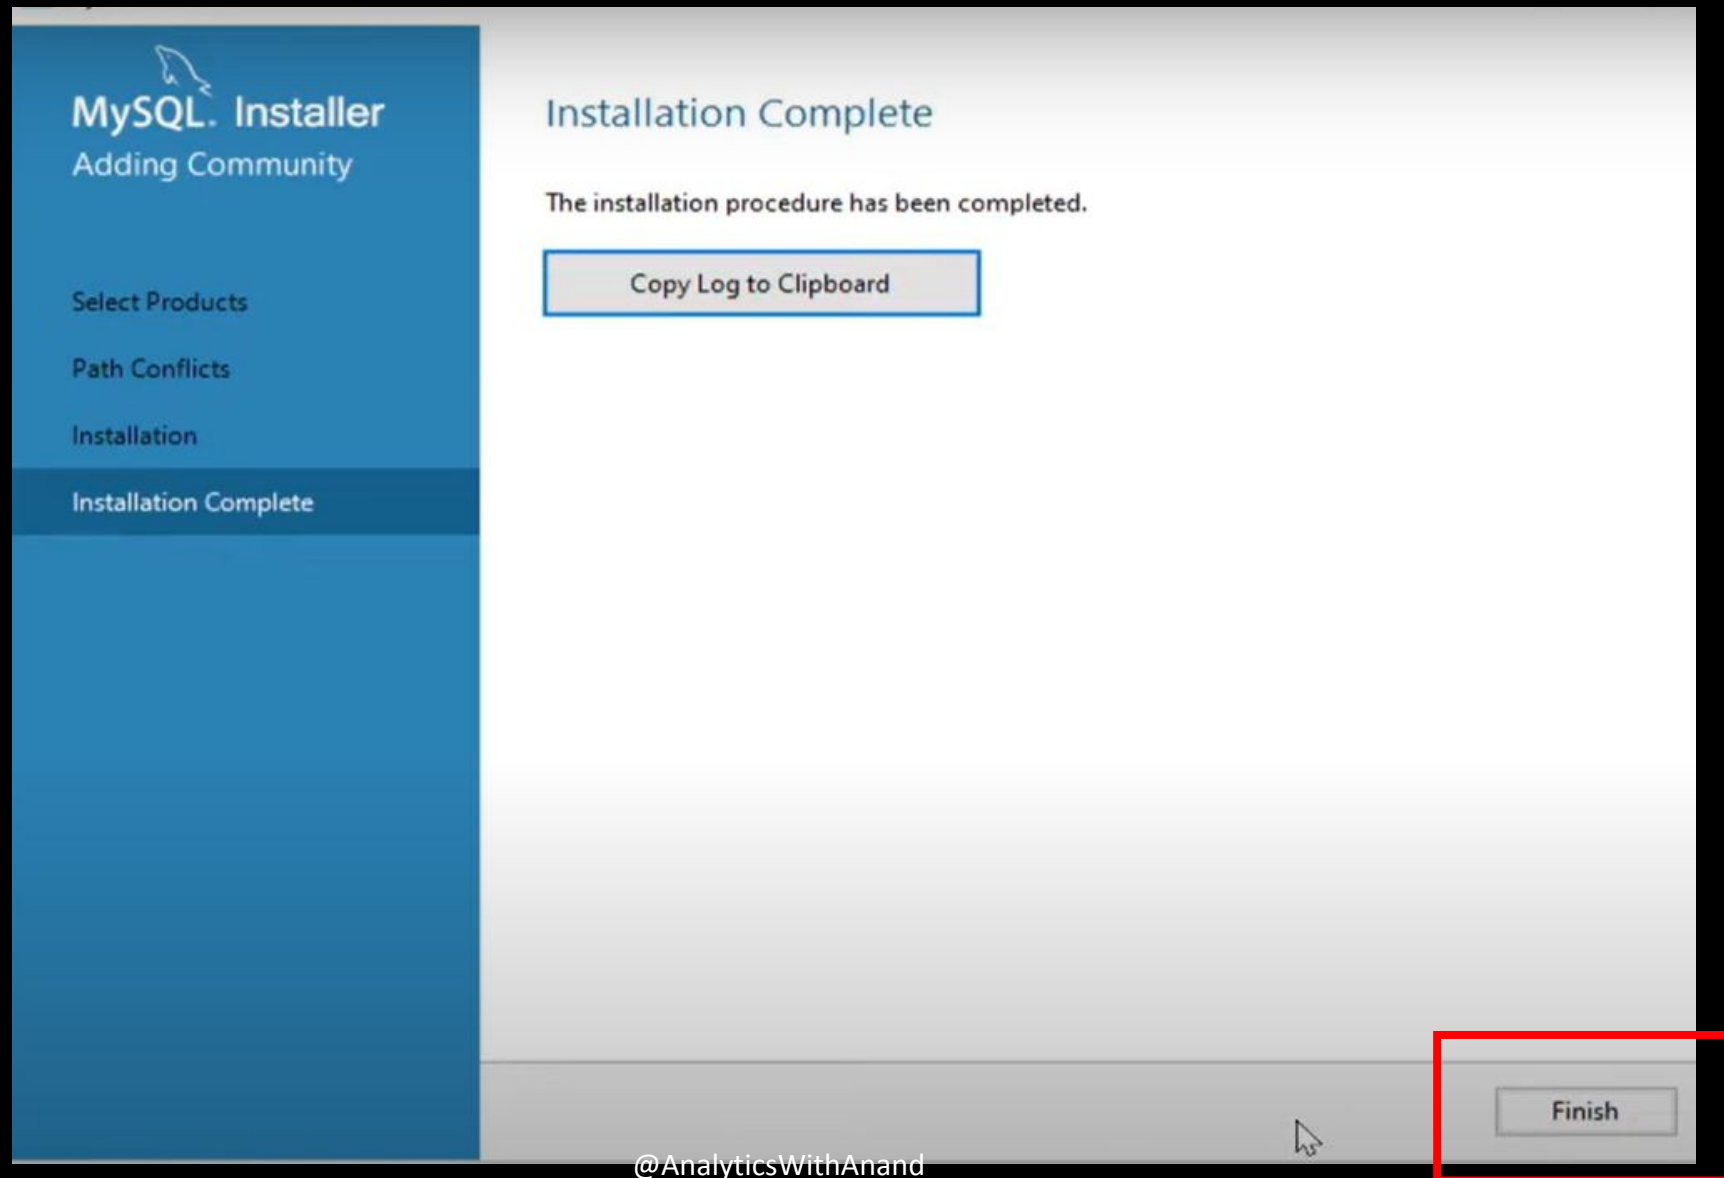 MySQL. Installer
Adding Community
Select Products
Path Conflicts
Installation
Installation Complete
Installation Complete
The installation procedure has been completed.
Copy Log to Clipboard
Finish
@AnalyticsWithAnand